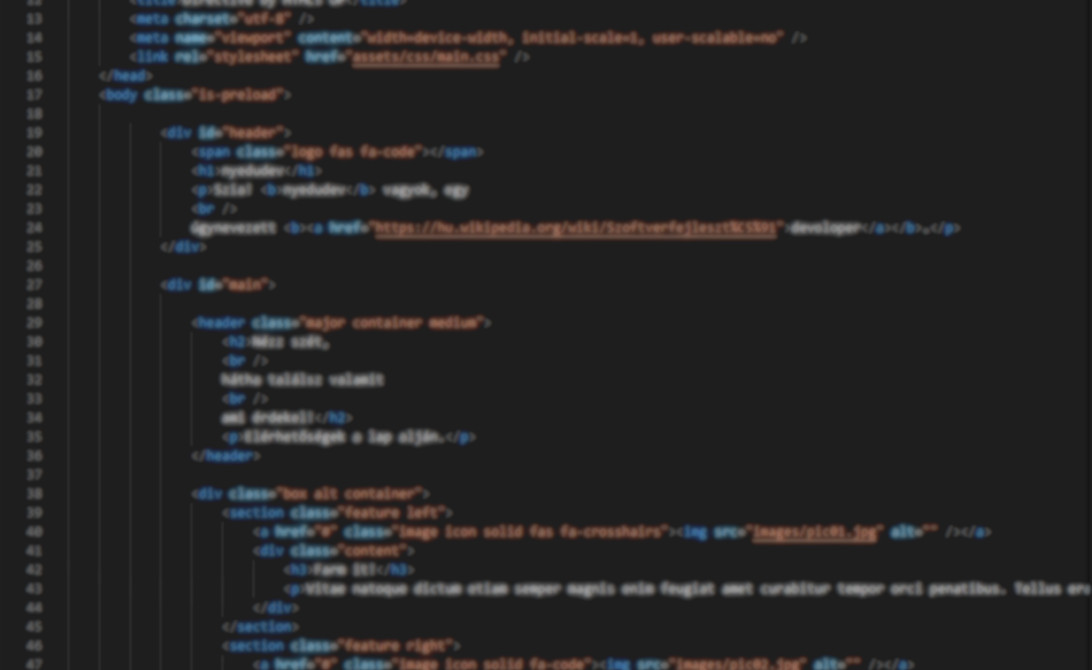 12 <title>Directive by HTML5 UP</title>
13 <meta charset="utf-8" />
14 <meta name="viewport" content="width=device-width, initial-scale=1, user-scalable=no" />
15 <link rel="stylesheet" href="assets/css/main.css" />
16 </head>
17 <body class="is-preload">
18
19 <div id="header">
20 <span class="logo fas fa-code"></span>
21 <h1>nyedudev</h1>
22 <p>Szia! <b>nyedudev</b> vagyok, egy
23 <br />
24 úgynevezett <b><a href="https://hu.wikipedia.org/wiki/Szoftverfejleszt%C5%91">developer</a></b>.</p>
25 </div>
26
27 <div id="main">
28
29 <header class="major container medium">
30 <h2>Nézz szét,
31 <br />
32 hátha találsz valamit
33 <br />
34 ami érdekel!</h2>
35 <p>Elérhetőségek a lap alján.</p>
36 </header>
37
38 <div class="box alt container">
39 <section class="feature left">
40 <a href="#" class="image icon solid fas fa-crosshairs"><img src="images/pic01.jpg" alt="" /></a>
41 <div class="content">
42 <h3>Farm it!</h3>
43 <p>Vitae natoque dictum etiam semper magnis enim feugiat amet curabitur tempor orci penatibus. Tellus era
44 </div>
45 </section>
46 <section class="feature right">
47 <a href="#" class="image icon solid fa-code"><img src="images/pic02.jpg" alt="" /></a>